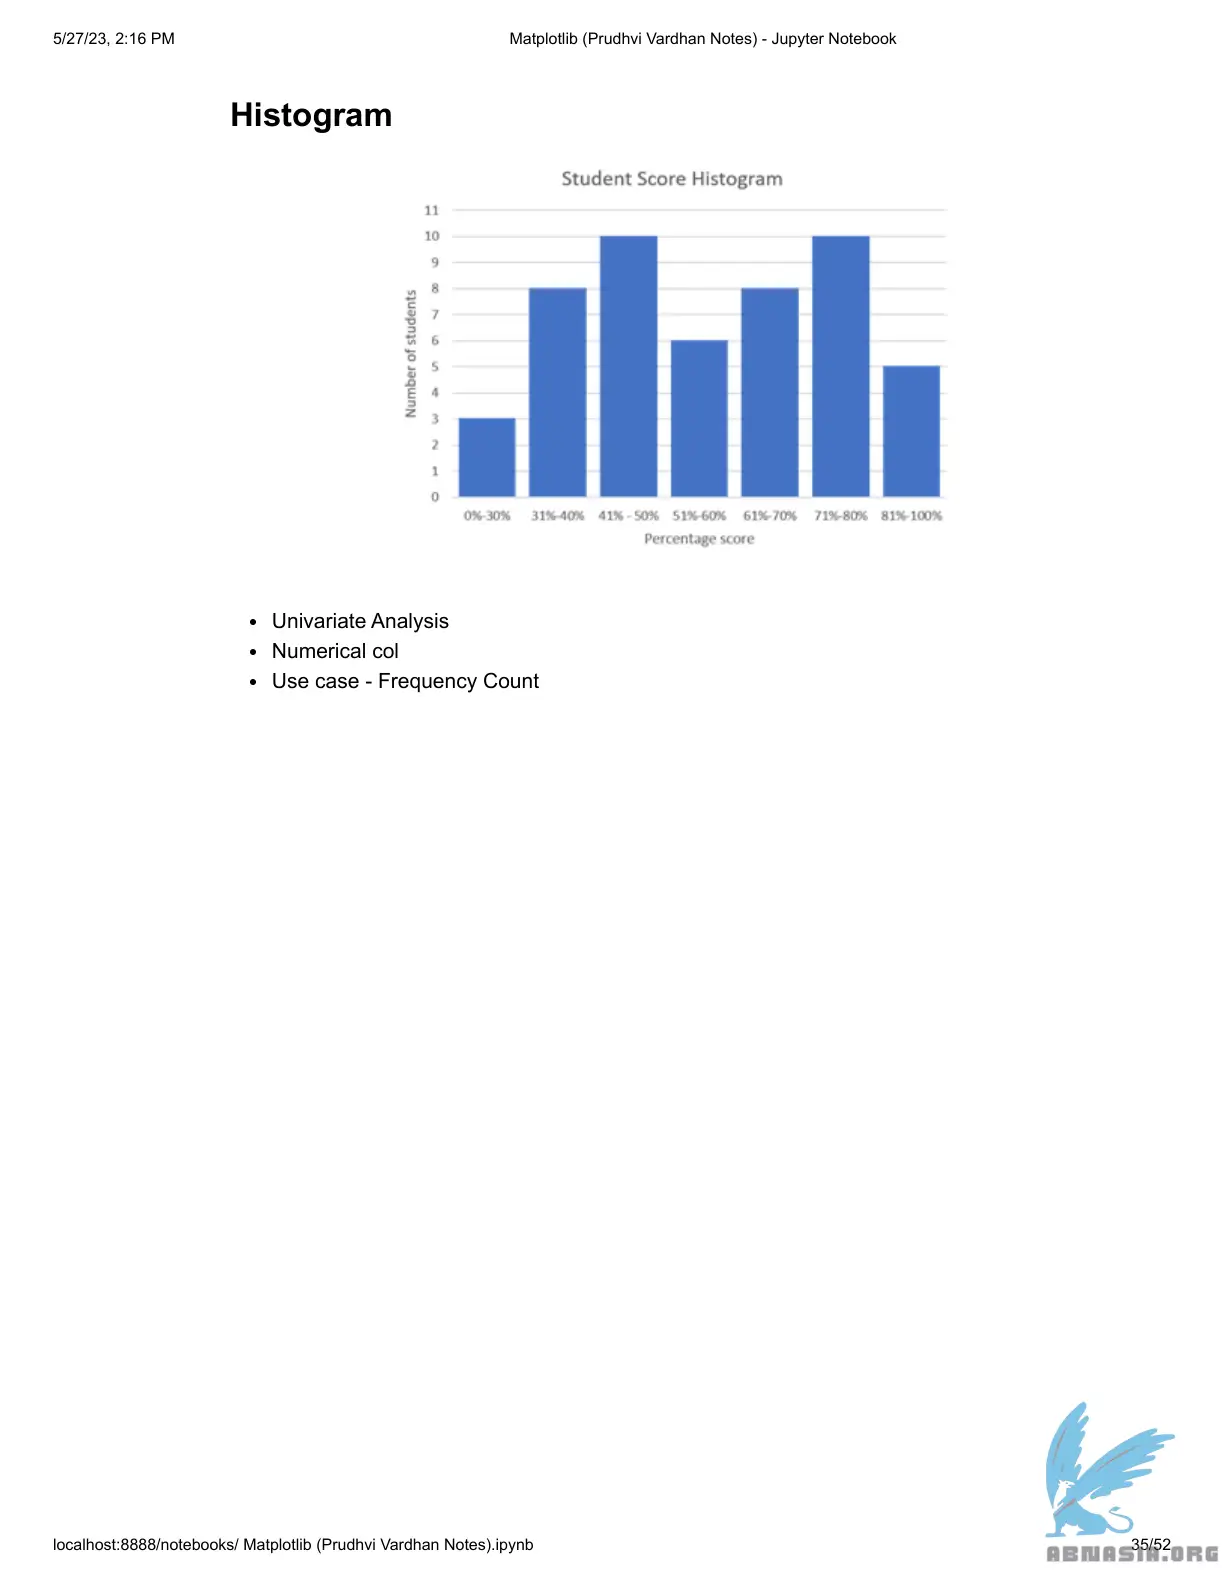 5/27/23, 2:16 PM
Matplotlib (Prudhvi Vardhan Notes) - Jupyter Notebook
Histogram
Student Score Histogram
11
10
9
8
7
6
5
4
3
2
1
0
Number of students
0%-30% 31%-40% 41% - 50% 51%-60% 61%-70% 71%-80% 81%-100%
Percentage score
• Univariate Analysis
• Numerical col
• Use case - Frequency Count
localhost:8888/notebooks/ Matplotlib (Prudhvi Vardhan Notes).ipynb
35/52
ABNASIA.ORG